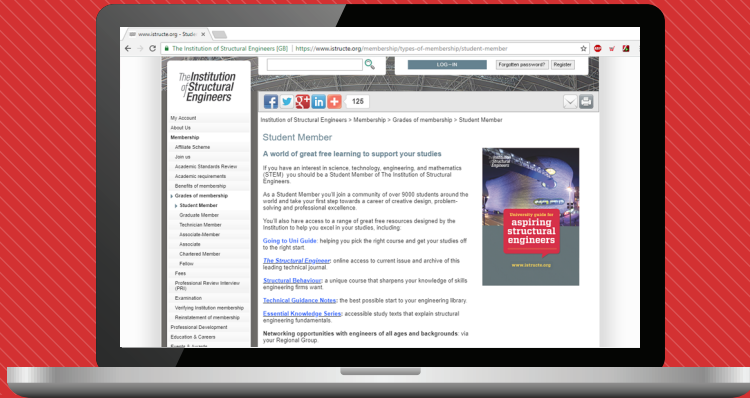 www.istructe.org - Stude
The Institution of Structural Engineers [GB] | https://www.istructe.org/membership/types-of-membership/student-member
The Institution
of Structural
Engineers
LOG-IN
Forgotten password?
Register
125
My Account
About Us
Membership
Affiliate Scheme
Join us
Academic Standards Review
Academic requirements
Benefits of membership
Grades of membership
Student Member
Graduate Member
Technician Member
Associate-Member
Associate
Chartered Member
Fellow
Fees
Professional Review Interview
(PRI)
Examination
Verifying Institution membership
Reinstatement of membership
Professional Development
Education & Careers
Events & Awards
Institution of Structural Engineers > Membership > Grades of membership > Student Member
Student Member
A world of great free learning to support your studies
If you have an interest in science, technology, engineering, and mathematics
(STEM) you should be a Student Member of The Institution of Structural
Engineers.
As a Student Member you'll join a community of over 9000 students around the
world and take your first step towards a career of creative design, problem-
solving and professional excellence.
You'll also have access to a range of great free resources designed by the
Institution to help you excel in your studies, including:
Going to Uni Guide: helping you pick the right course and get your studies off
to the right start.
The Structural Engineer: online access to current issue and archive of this
leading technical journal.
Structural Behaviour: a unique course that sharpens your knowledge of skills
engineering firms want.
Technical Guidance Notes: the best possible start to your engineering library.
Essential Knowledge Series: accessible study texts that explain structural
engineering fundamentals.
Networking opportunities with engineers of all ages and backgrounds: via
your Regional Group.
University guide for
aspiring
structural
engineers
www.istructe.org